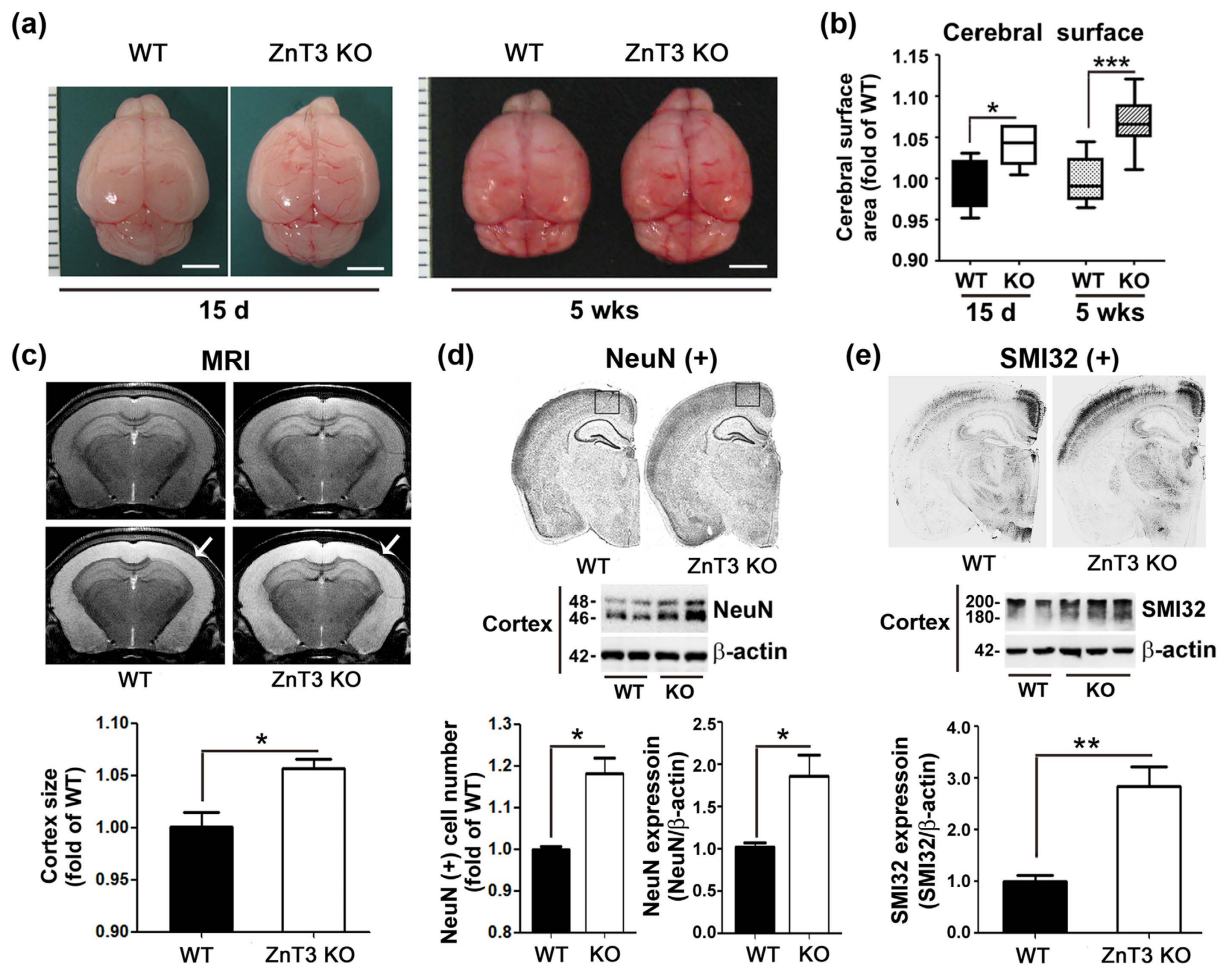 (a)
WT ZnT3 KO WT ZnT3 KO
15 d 5 wks
(b)
Cerebral surface
Cerebral surface
area (fold of WT)
1.15
1.10
1.05
1.00
0.95
0.90
*
***
WT KO WT KO
15 d 5 wks
(c)
MRI
WT ZnT3 KO
Cortex size
(fold of WT)
1.10
1.05
1.00
0.95
0.90
*
WT ZnT3 KO
(d)
NeuN (+)
WT ZnT3 KO
Cortex
48-
46-
NeuN
42-
β-actin
WT KO
NeuN (+) cell number
(fold of WT)
1.3
1.2
1.1
1.0
0.9
0.8
*
WT KO
NeuN expressoin
(NeuN/β-actin)
2.5
2.0
1.5
1.0
0.5
0.0
*
WT KO
(e)
SMI32 (+)
WT ZnT3 KO
Cortex
200-
180-
SMI32
42-
β-actin
WT KO
SMI32 expressoin
(SMI32/β-actin)
4.0
3.0
2.0
1.0
0.0
**
WT ZnT3 KO